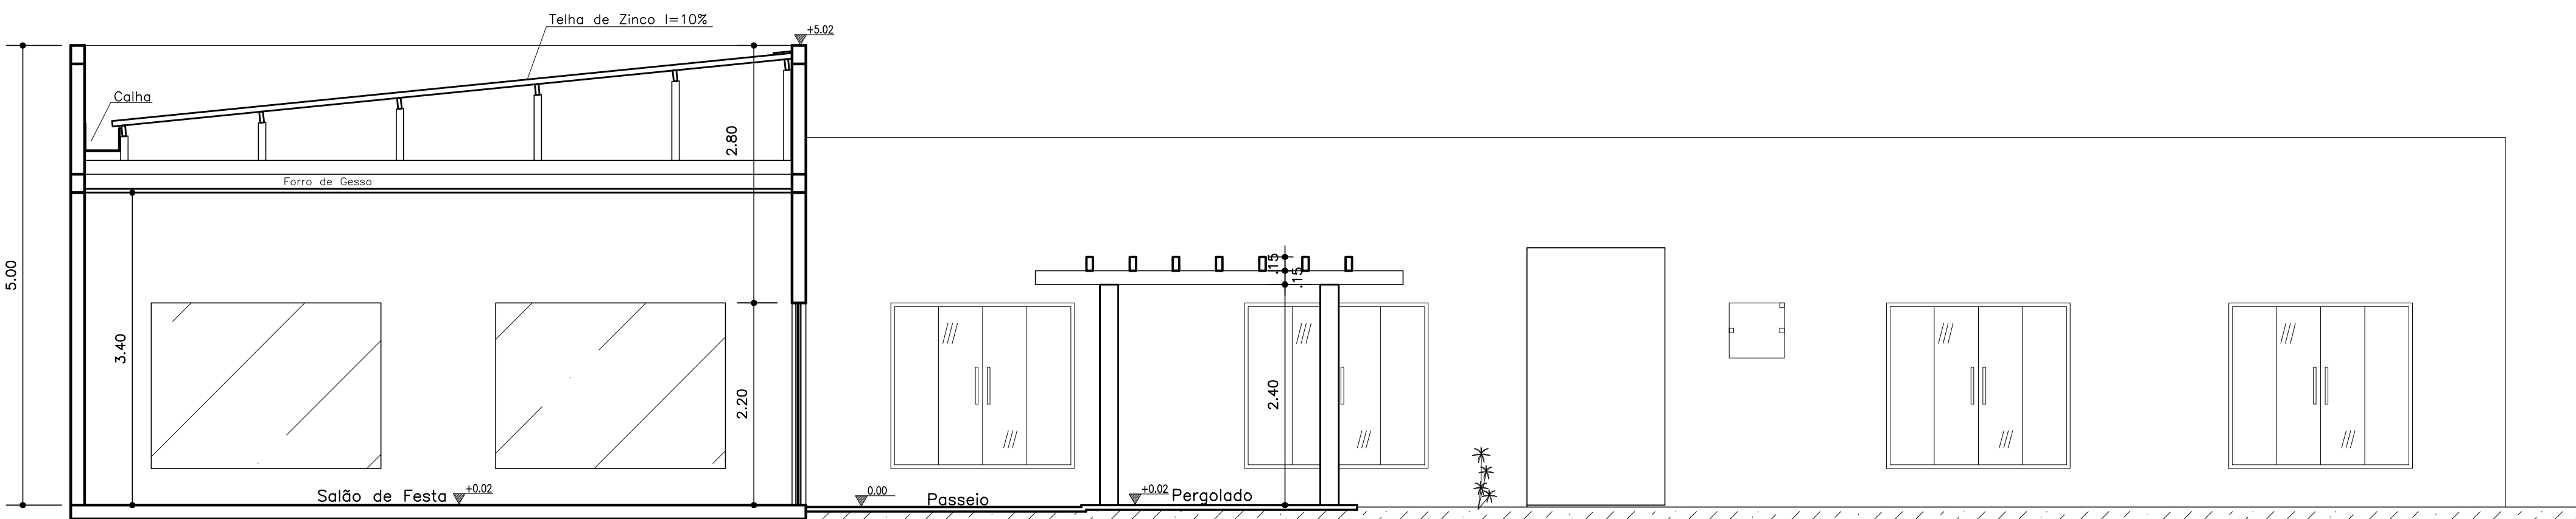 Telha de Zinco I=10%
+5.02
Calha
2.80
Forro de Gesso
5.00
3.40
2.20
.15
.15
2.40
Salão de Festa
+0.02
0.00
Passeio
+0.02
Pergolado